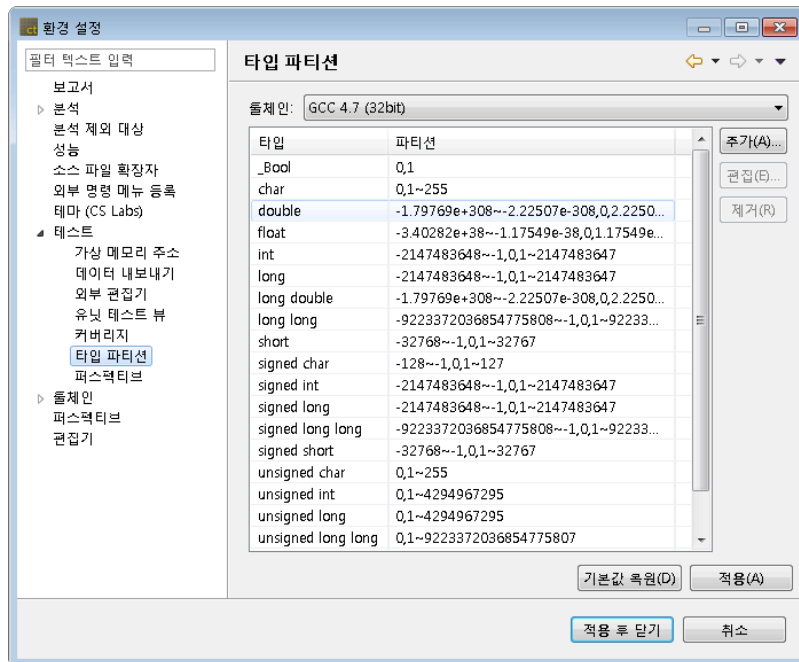 ct 환경 설정
필터 텍스트 입력
보고서
분석
분석 제외 대상
성능
소스 파일 확장자
외부 명령 메뉴 등록
테마 (CS Labs)
테스트
가상 메모리 주소
데이터 내보내기
외부 편집기
유닛 테스트 뷰
커버리지
타입 파티션
퍼스펙티브
툴체인
퍼스펙티브
편집기
타입 파티션
툴체인: GCC 4.7 (32bit)
타입 파티션
_Bool 0,1
char 0,1~255
double -1.79769e+308~-2.22507e-308,0,2.2250...
float -3.40282e+38~-1.17549e-38,0,1.17549e...
int -2147483648~-1,0,1~2147483647
long -2147483648~-1,0,1~2147483647
long double -1.79769e+308~-2.22507e-308,0,2.2250...
long long -9223372036854775808~-1,0,1~92233...
short -32768~-1,0,1~32767
signed char -128~-1,0,1~127
signed int -2147483648~-1,0,1~2147483647
signed long -2147483648~-1,0,1~2147483647
signed long long -9223372036854775808~-1,0,1~92233...
signed short -32768~-1,0,1~32767
unsigned char 0,1~255
unsigned int 0,1~4294967295
unsigned long 0,1~4294967295
unsigned long long 0,1~9223372036854775807
추가(A)...
편집(E)...
제거(R)
기본값 복원(D) 적용(A)
적용 후 닫기 취소